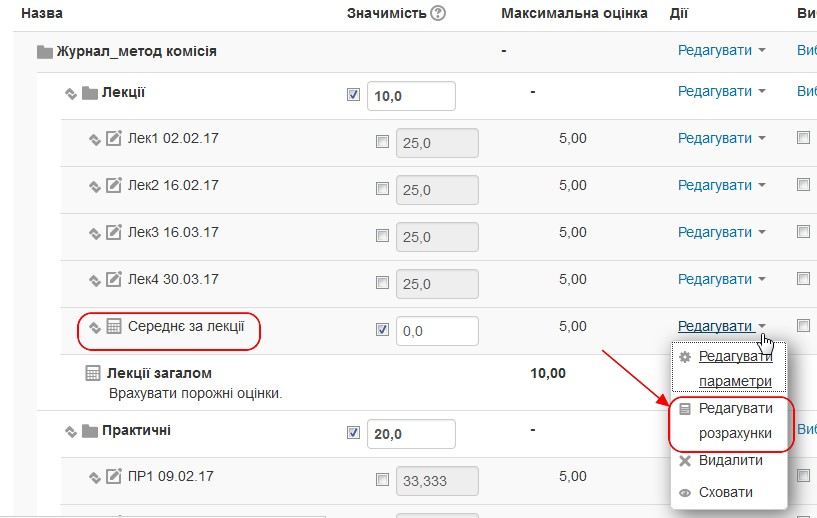 Назва Значимість Максимальна оцінка Дії
Журнал_метод комісія - Редагувати
Лекції 10,0 - Редагувати
Лек1 02.02.17 25,0 5,00 Редагувати
Лек2 16.02.17 25,0 5,00 Редагувати
Лек3 16.03.17 25,0 5,00 Редагувати
Лек4 30.03.17 25,0 5,00 Редагувати
Середнє за лекції 0,0 5,00 Редагувати
Редагувати
параметри
Лекції загалом 10,00
Врахувати порожні оцінки.
Редагувати
розрахунки
Практичні 20,0 -
Видалити
ПР1 09.02.17 33,333 5,00
Сховати